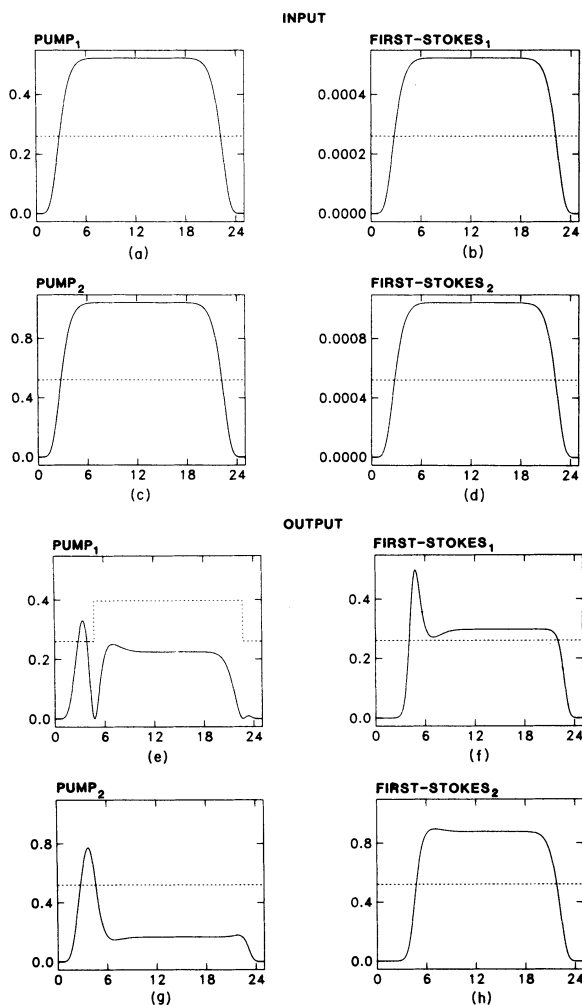 INPUT
PUMP1 FIRST-STOKES1
0.4 0.0004
0.2 0.0002
0.0 0.0000
0 6 12 18 24 0 6 12 18 24
(a) (b)
PUMP2 FIRST-STOKES2
0.8 0.0008
0.4 0.0004
0.0 0.0000
0 6 12 18 24 0 6 12 18 24
(c) (d)
OUTPUT
PUMP1 FIRST-STOKES1
0.4 0.4
0.2 0.2
0.0 0.0
0 6 12 18 24 0 6 12 18 24
(e) (f)
PUMP2 FIRST-STOKES2
0.8 0.8
0.4 0.4
0.0 0.0
0 6 12 18 24 0 6 12 18 24
(g) (h)